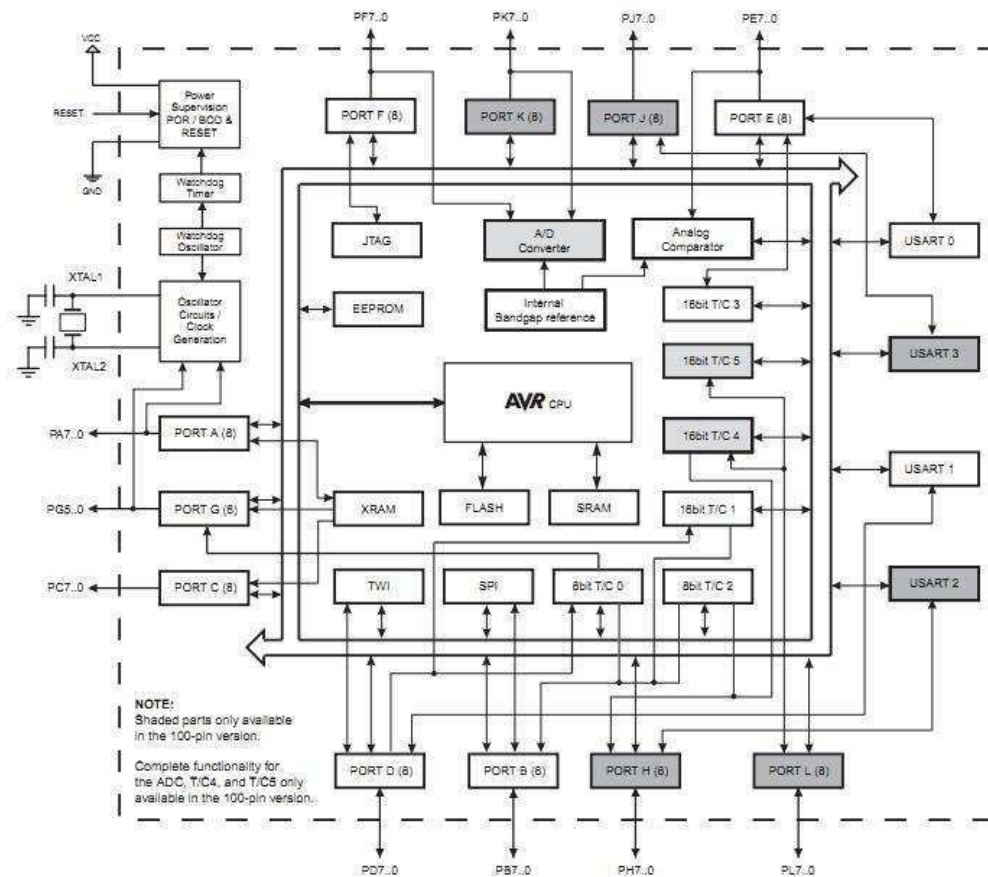 PF7..0
PK7..0
PJ7..0
PE7..0
VCC
RESET
GND
Power
Supervision
POR / BOD &
RESET
PORT F (8)
PORT K (8)
PORT J (8)
PORT E (8)
Watchdog
Timer
Watchdog
Oscillator
JTAG
A/D
Converter
Analog
Comparator
USART 0
XTAL1
XTAL2
Oscillator
Circuits /
Clock
Generation
EEPROM
Internal
Bandgap reference
16bit T/C 3
16bit T/C 5
USART 3
AVR CPU
PA7..0
PORT A (8)
16bit T/C 4
USART 1
PG5..0
PORT G (6)
XRAM
FLASH
SRAM
16bit T/C 1
PC7..0
PORT C (8)
TWI
SPI
8bit T/C 0
8bit T/C 2
USART 2
NOTE:
Shaded parts only available
in the 100-pin version.
Complete functionality for
the ADC, T/C4, and T/C5 only
available in the 100-pin version.
PORT D (8)
PORT B (8)
PORT H (8)
PORT L (8)
PD7..0
PB7..0
PH7..0
PL7..0